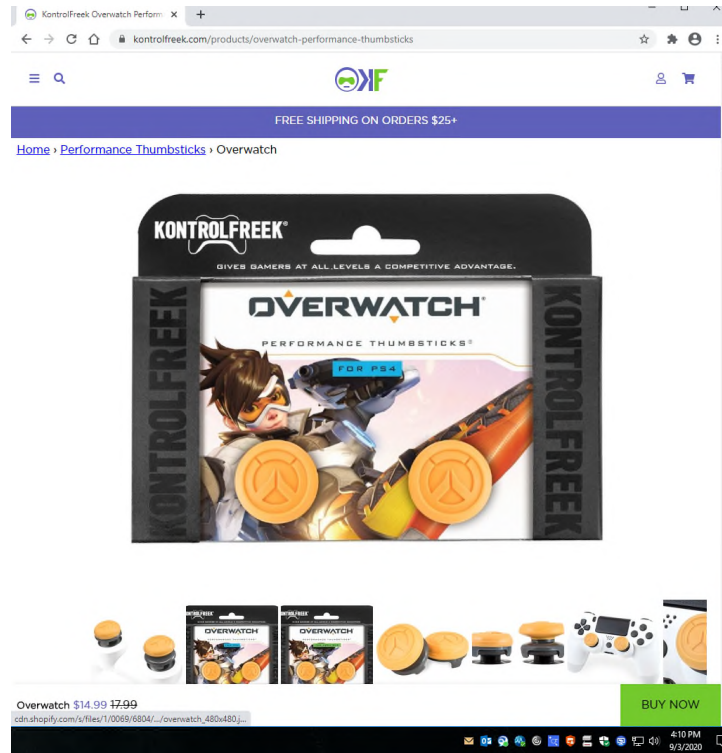 KontrolFreek Overwatch Perform
kontrolfreek.com/products/overwatch-performance-thumbsticks
KF
FREE SHIPPING ON ORDERS $25+
Home › Performance Thumbsticks › Overwatch
KONTROLFREEK®
GIVES GAMERS AT ALL LEVELS A COMPETITIVE ADVANTAGE.
KONTROLFREEK
OVERWATCH
PERFORMANCE THUMBSTICKS®
FOR PS4
KONTROLFREEK
OVERWATCH
OVERWATCH
Overwatch $14.99 17.99
BUY NOW
cdn.shopify.com/s/files/1/0069/6804/.../overwatch_480x480.j...
4:10 PM
9/3/2020